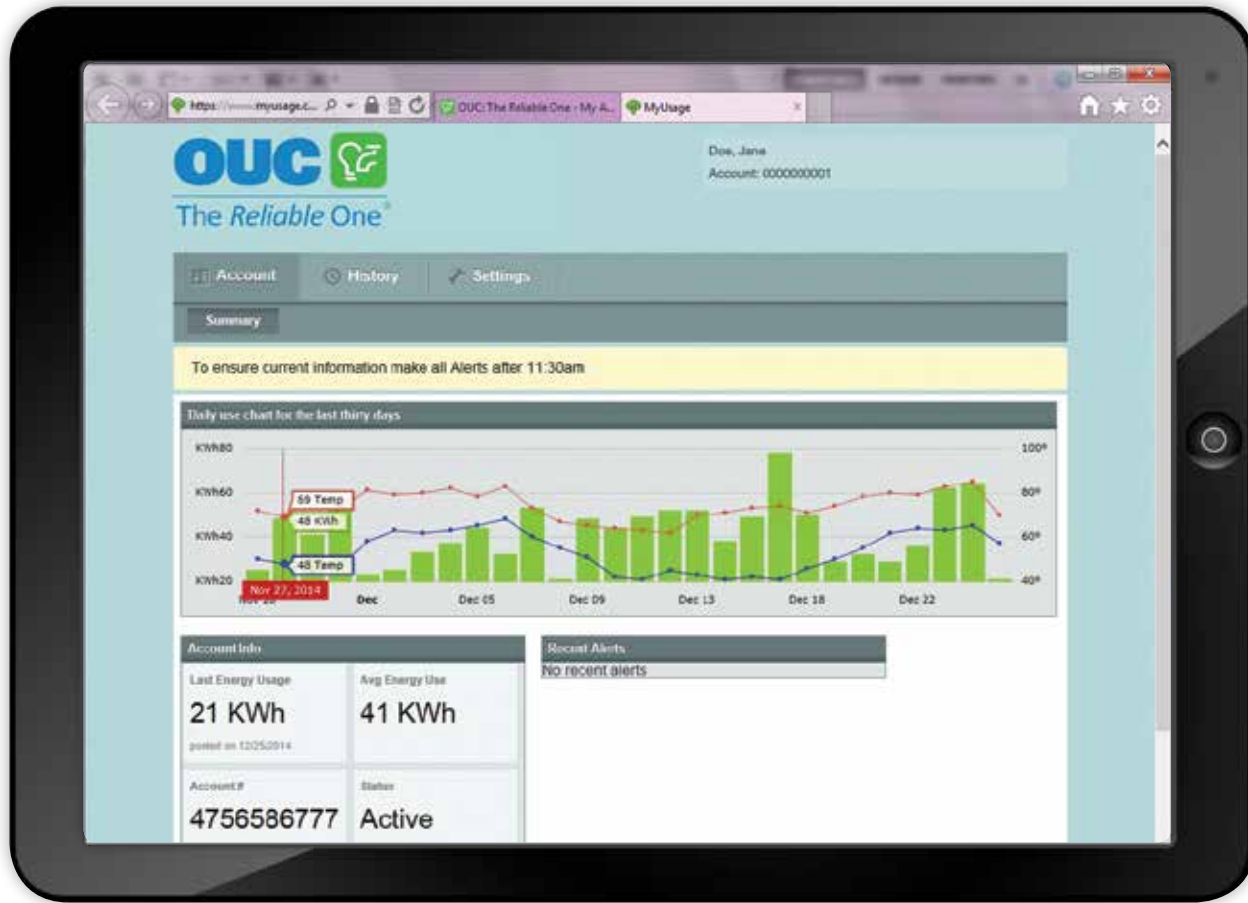 https://www.myusage.c...
OUC: The Reliable One - My A...
MyUsage
OUC
The Reliable One®
Doe, Jane
Account: 0000000001
Account
History
Settings
Summary
To ensure current information make all Alerts after 11:30am
Daily use chart for the last thirty days
KWh80
100°
KWh60
80°
59 Temp
48 KWh
KWh40
60°
48 Temp
KWh20
40°
Nov 27, 2014
Dec
Dec 05
Dec 09
Dec 13
Dec 18
Dec 22
Account Info
Recent Alerts
Last Energy Usage
Avg Energy Use
No recent alerts
21 KWh
41 KWh
posted on 12/25/2014
Account#
Status
4756586777
Active